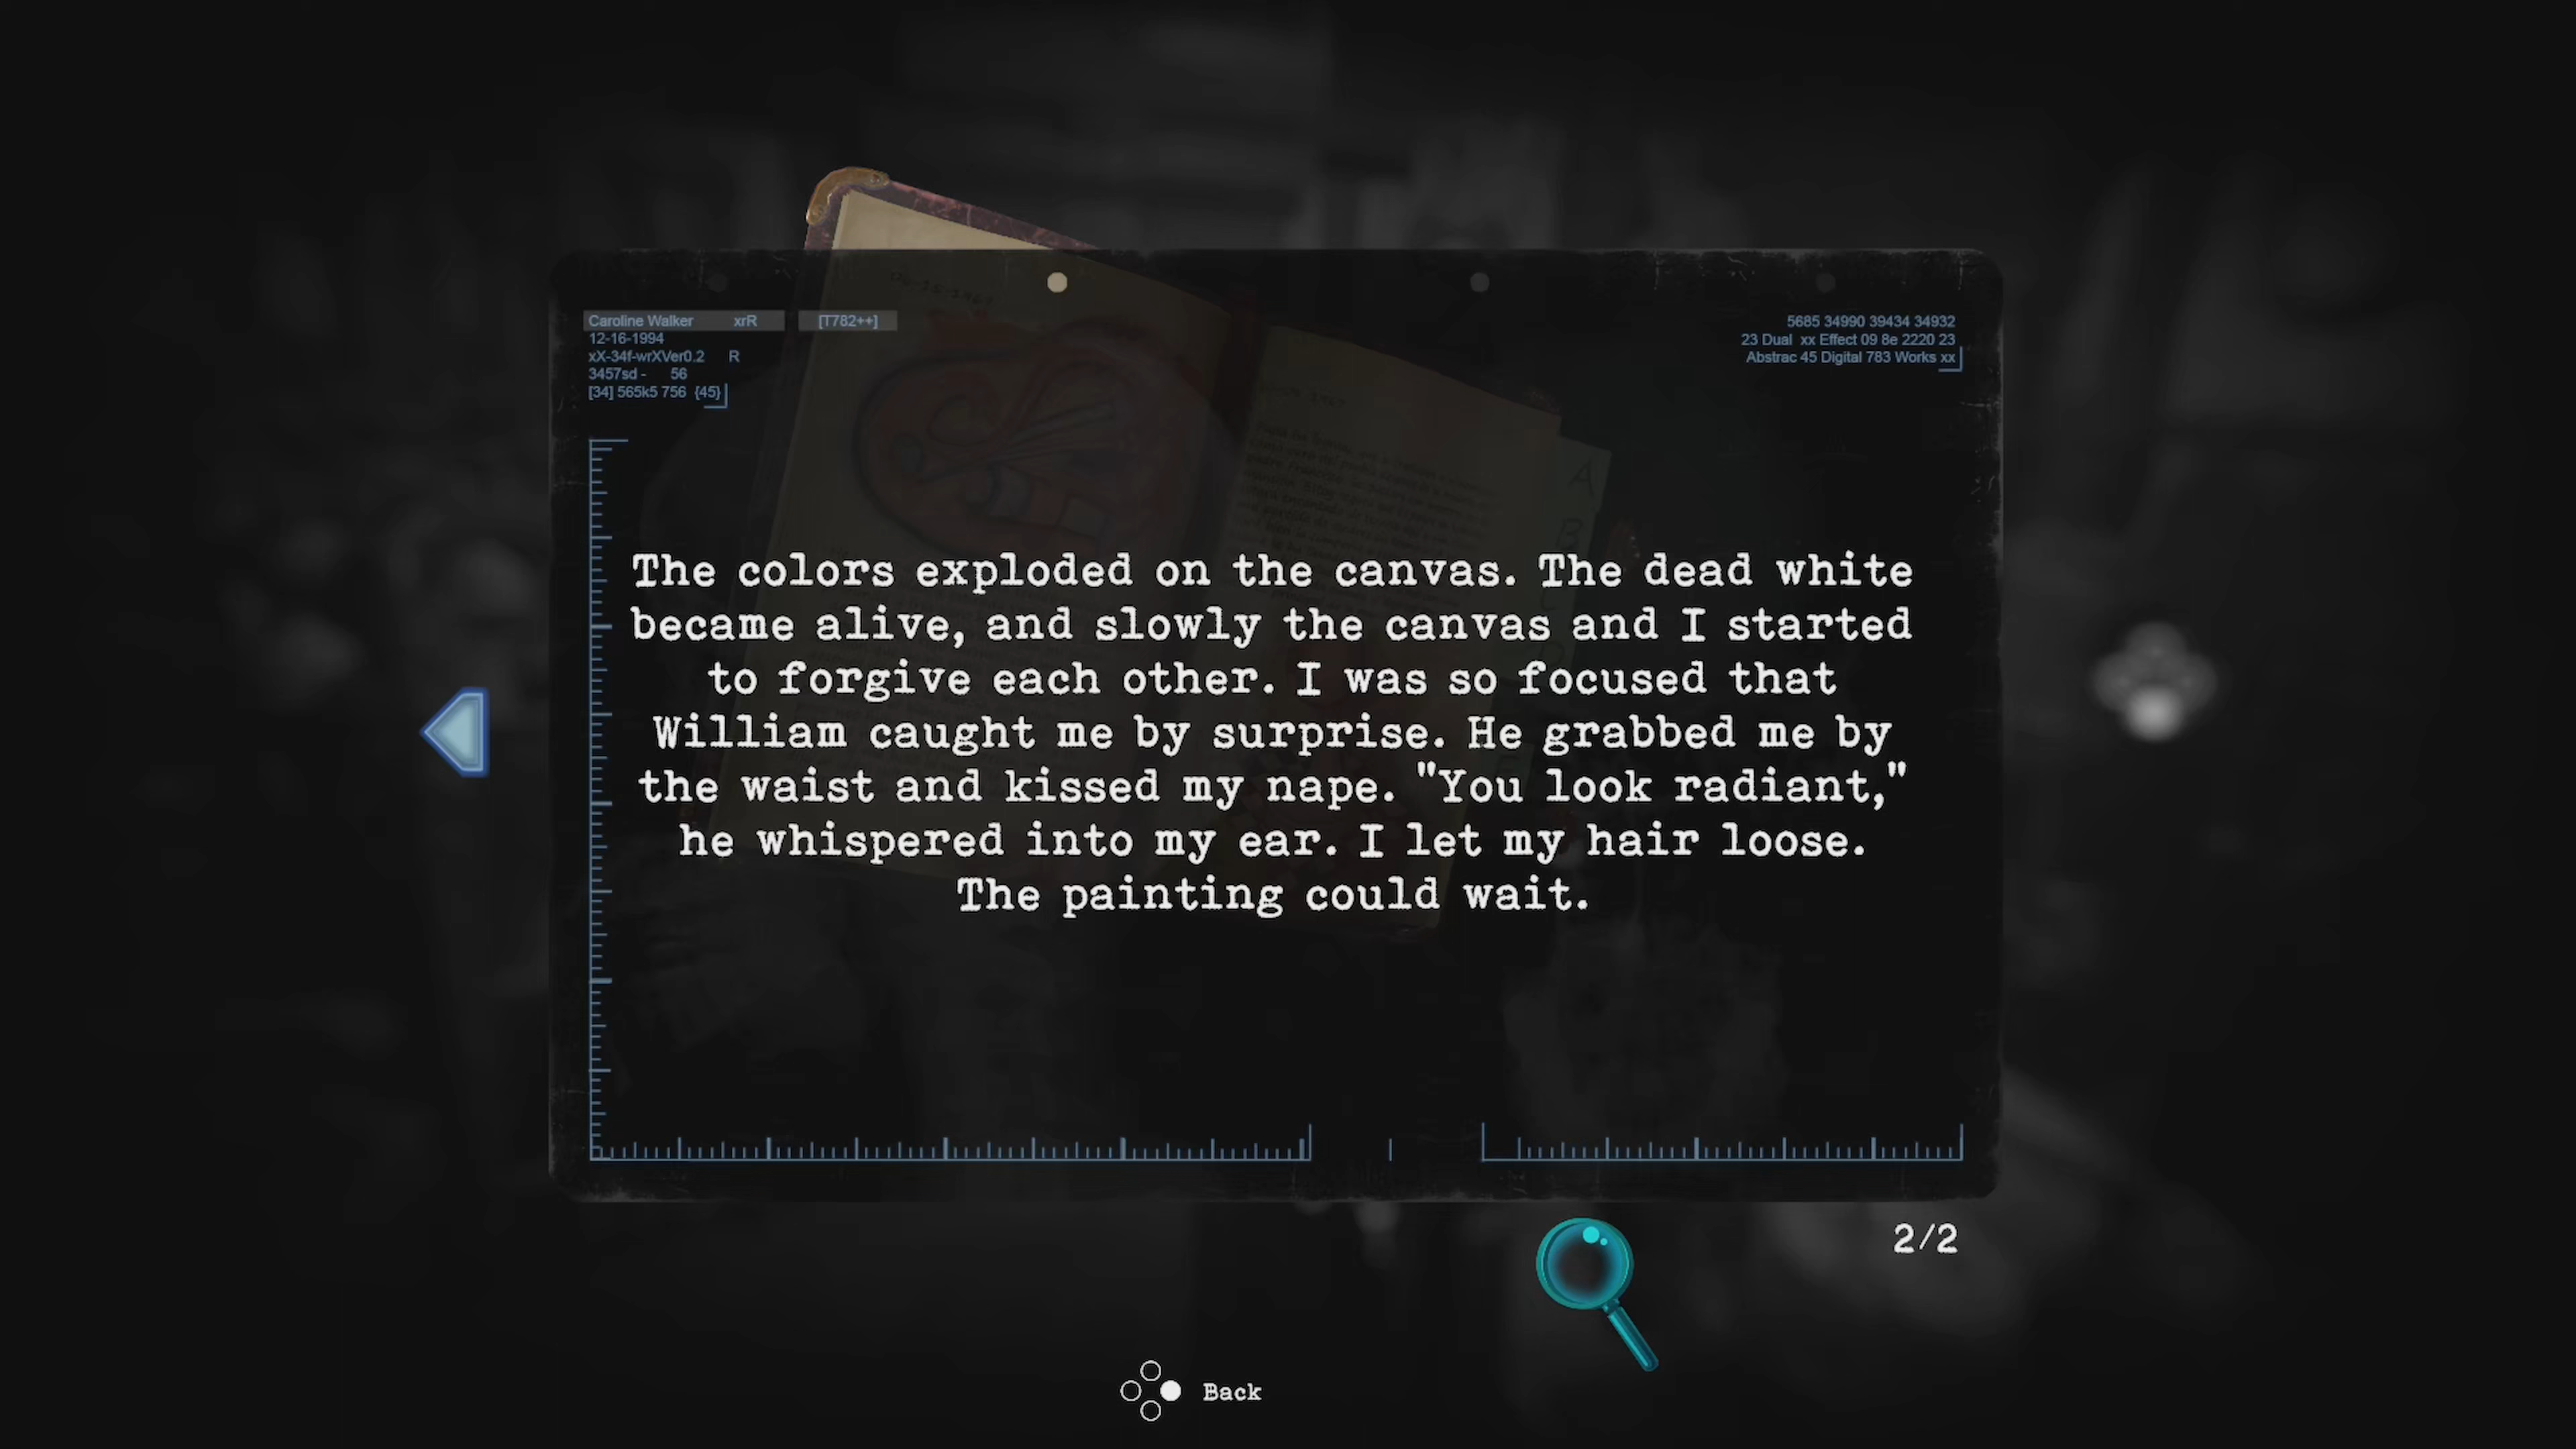 Caroline Walker xrR [T782++]
12-16-1994
xX-34f-wrXVer0.2 R
3457sd - 56
[34] 565k5 756 {45}
5685 34990 39434 34932
23 Dual xx Effect 09 8e 2220 23
Abstrac 45 Digital 783 Works xx
A
B
The colors exploded on the canvas. The dead white
became alive, and slowly the canvas and I started
to forgive each other. I was so focused that
William caught me by surprise. He grabbed me by
the waist and kissed my nape. "You look radiant,"
he whispered into my ear. I let my hair loose.
The painting could wait.
2/2
Back